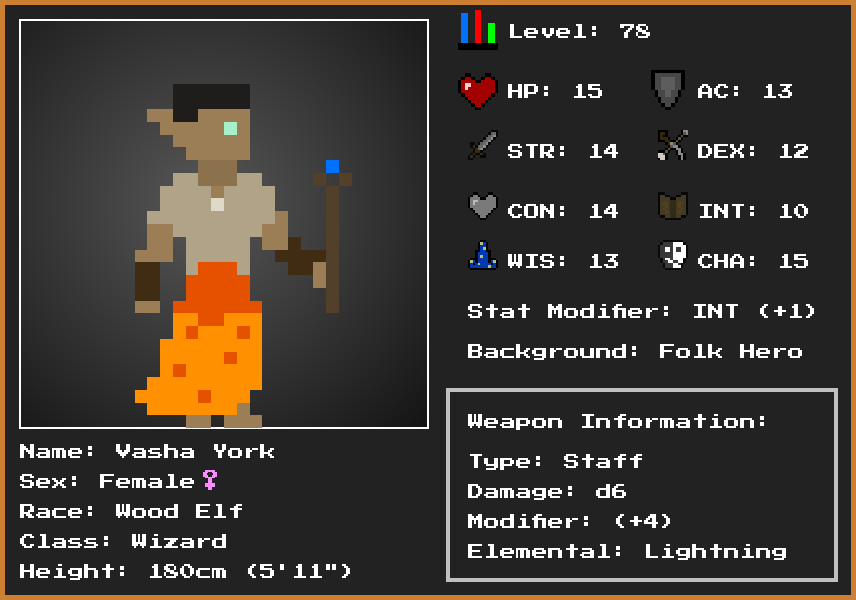 Level: 78
HP: 15 AC: 13
STR: 14 DEX: 12
CON: 14 INT: 10
WIS: 13 CHA: 15
Stat Modifier: INT (+1)
Background: Folk Hero
Weapon Information:
Type: Staff
Damage: d6
Modifier: (+4)
Elemental: Lightning
Name: Vasha York
Sex: Female♀
Race: Wood Elf
Class: Wizard
Height: 180cm (5'11")